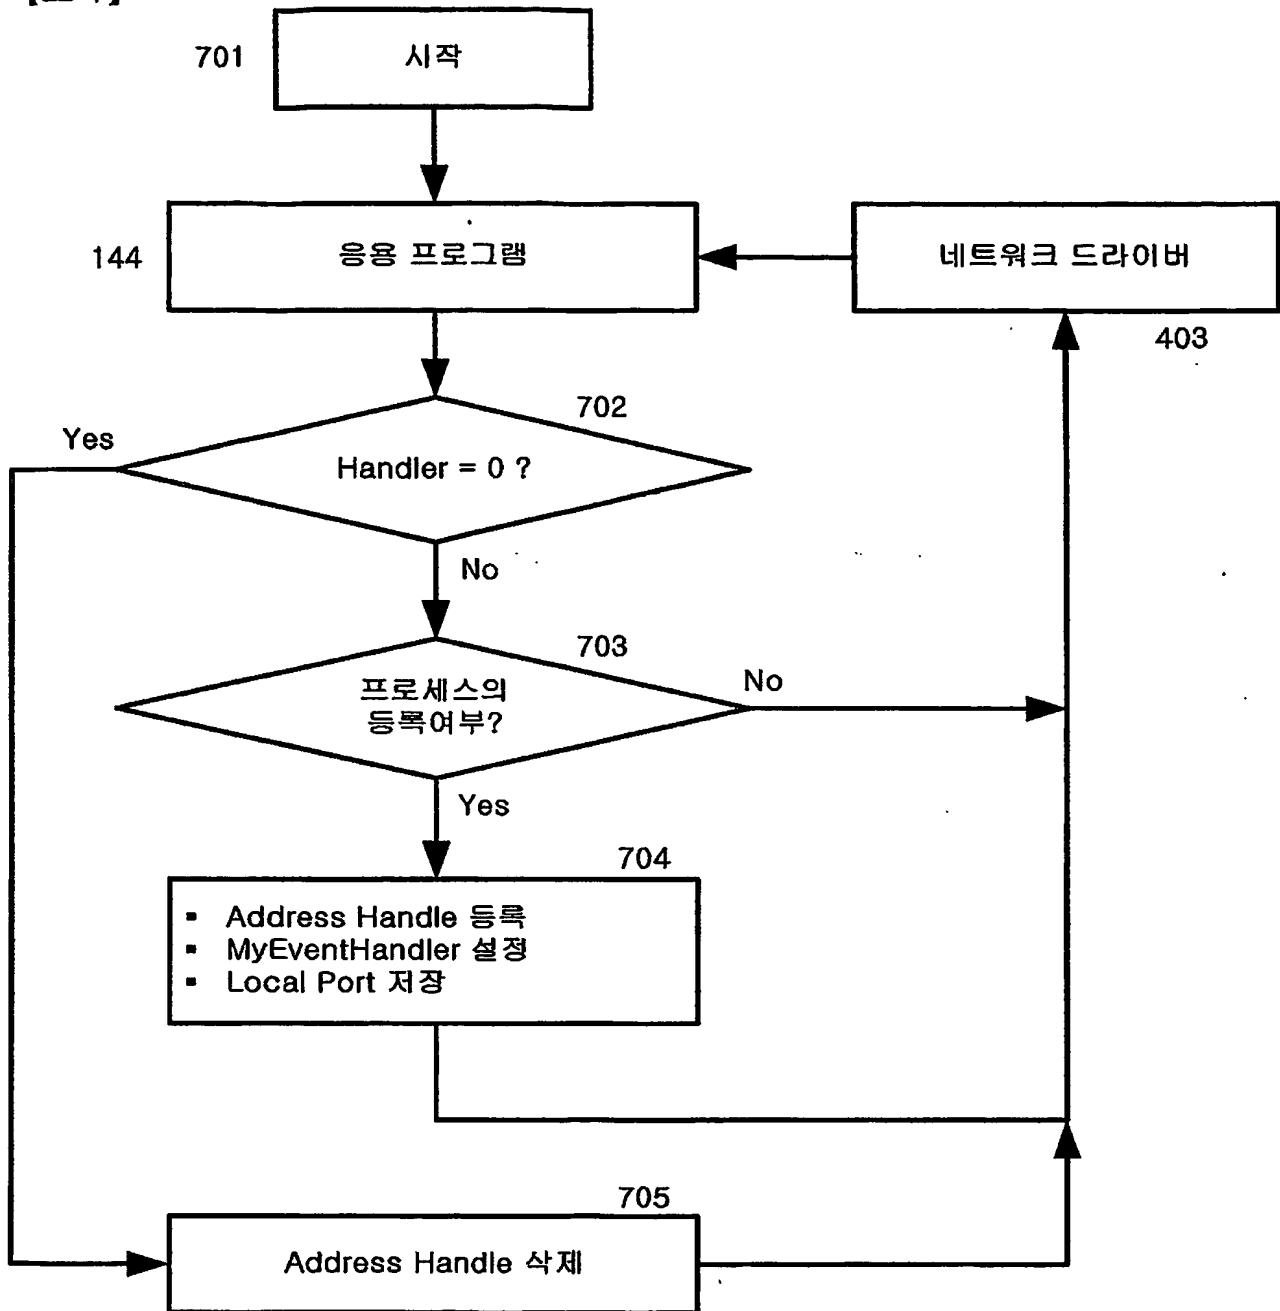 701
시작
144
응용 프로그램
네트워크 드라이버
403
702
Yes
Handler = 0 ?
No
703
프로세스의
등록여부?
No
Yes
704
▪ Address Handle 등록
▪ MyEventHandler 설정
▪ Local Port 저장
705
Address Handle 삭제